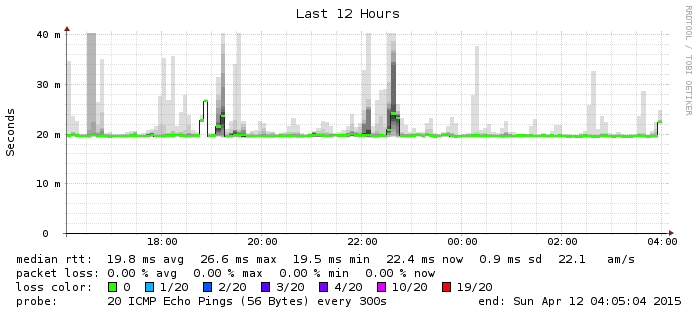 Last 12 Hours
RRDTOOL / TOBI OETIKER
Seconds
40 m
30 m
20 m
10 m
0
18:00 20:00 22:00 00:00 02:00 04:00
median rtt: 19.8 ms avg 26.6 ms max 19.5 ms min 22.4 ms now 0.9 ms sd 22.1 am/s
packet loss: 0.00 % avg 0.00 % max 0.00 % min 0.00 % now
loss color: 0 1/20 2/20 3/20 4/20 10/20 19/20
probe: 20 ICMP Echo Pings (56 Bytes) every 300s end: Sun Apr 12 04:05:04 2015